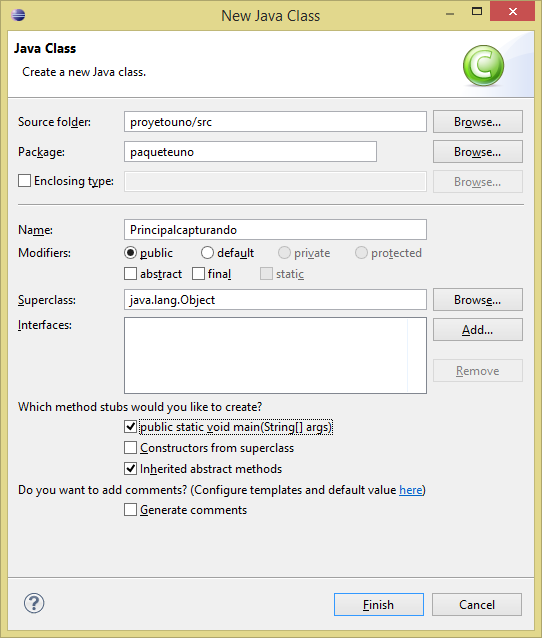 New Java Class
Java Class
Create a new Java class.
Source folder: proyetouno/src Browse...
Package: paqueteuno Browse...
Enclosing type: Browse...
Name: Principalcapturando
Modifiers: public default private protected
abstract final static
Superclass: java.lang.Object Browse...
Interfaces: Add...
Remove
Which method stubs would you like to create?
public static void main(String[] args)
Constructors from superclass
Inherited abstract methods
Do you want to add comments? (Configure templates and default value here)
Generate comments
? Finish Cancel